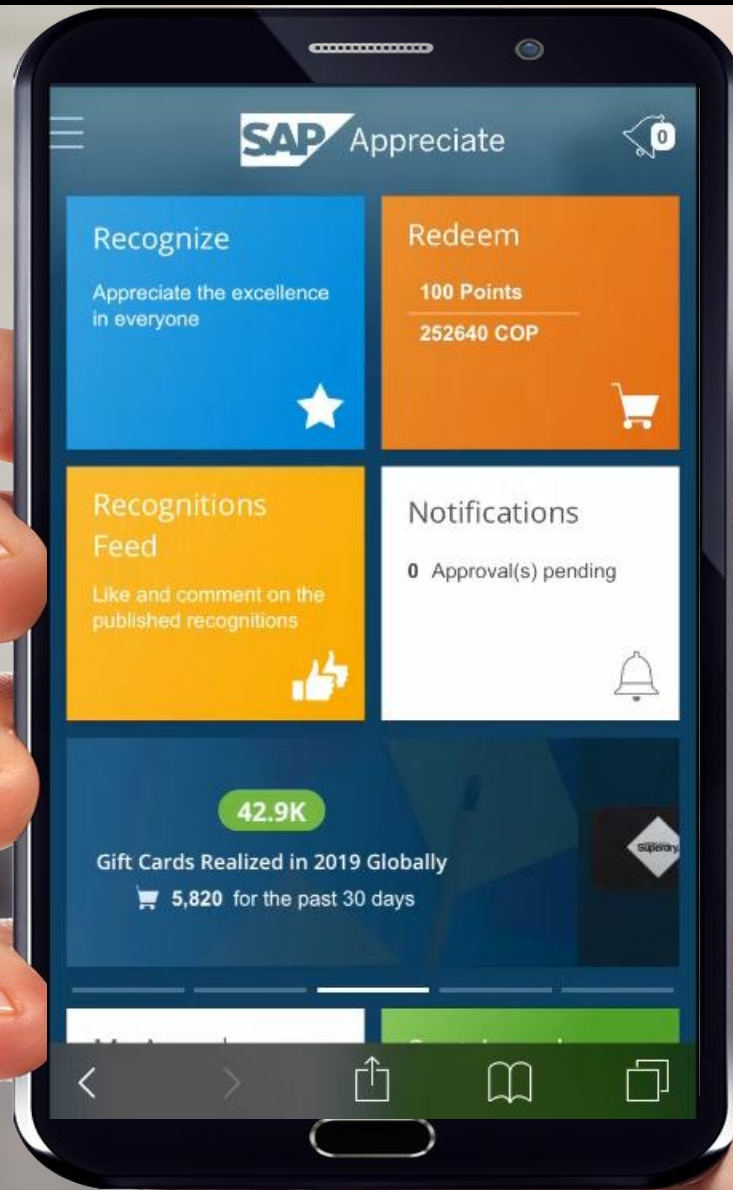 SAP Appreciate
0
Recognize
Appreciate the excellence
in everyone
Redeem
100 Points
252640 COP
Recognitions
Feed
Like and comment on the
published recognitions
Notifications
0 Approval(s) pending
42.9K
Gift Cards Realized in 2019 Globally
5,820 for the past 30 days
Superdry.